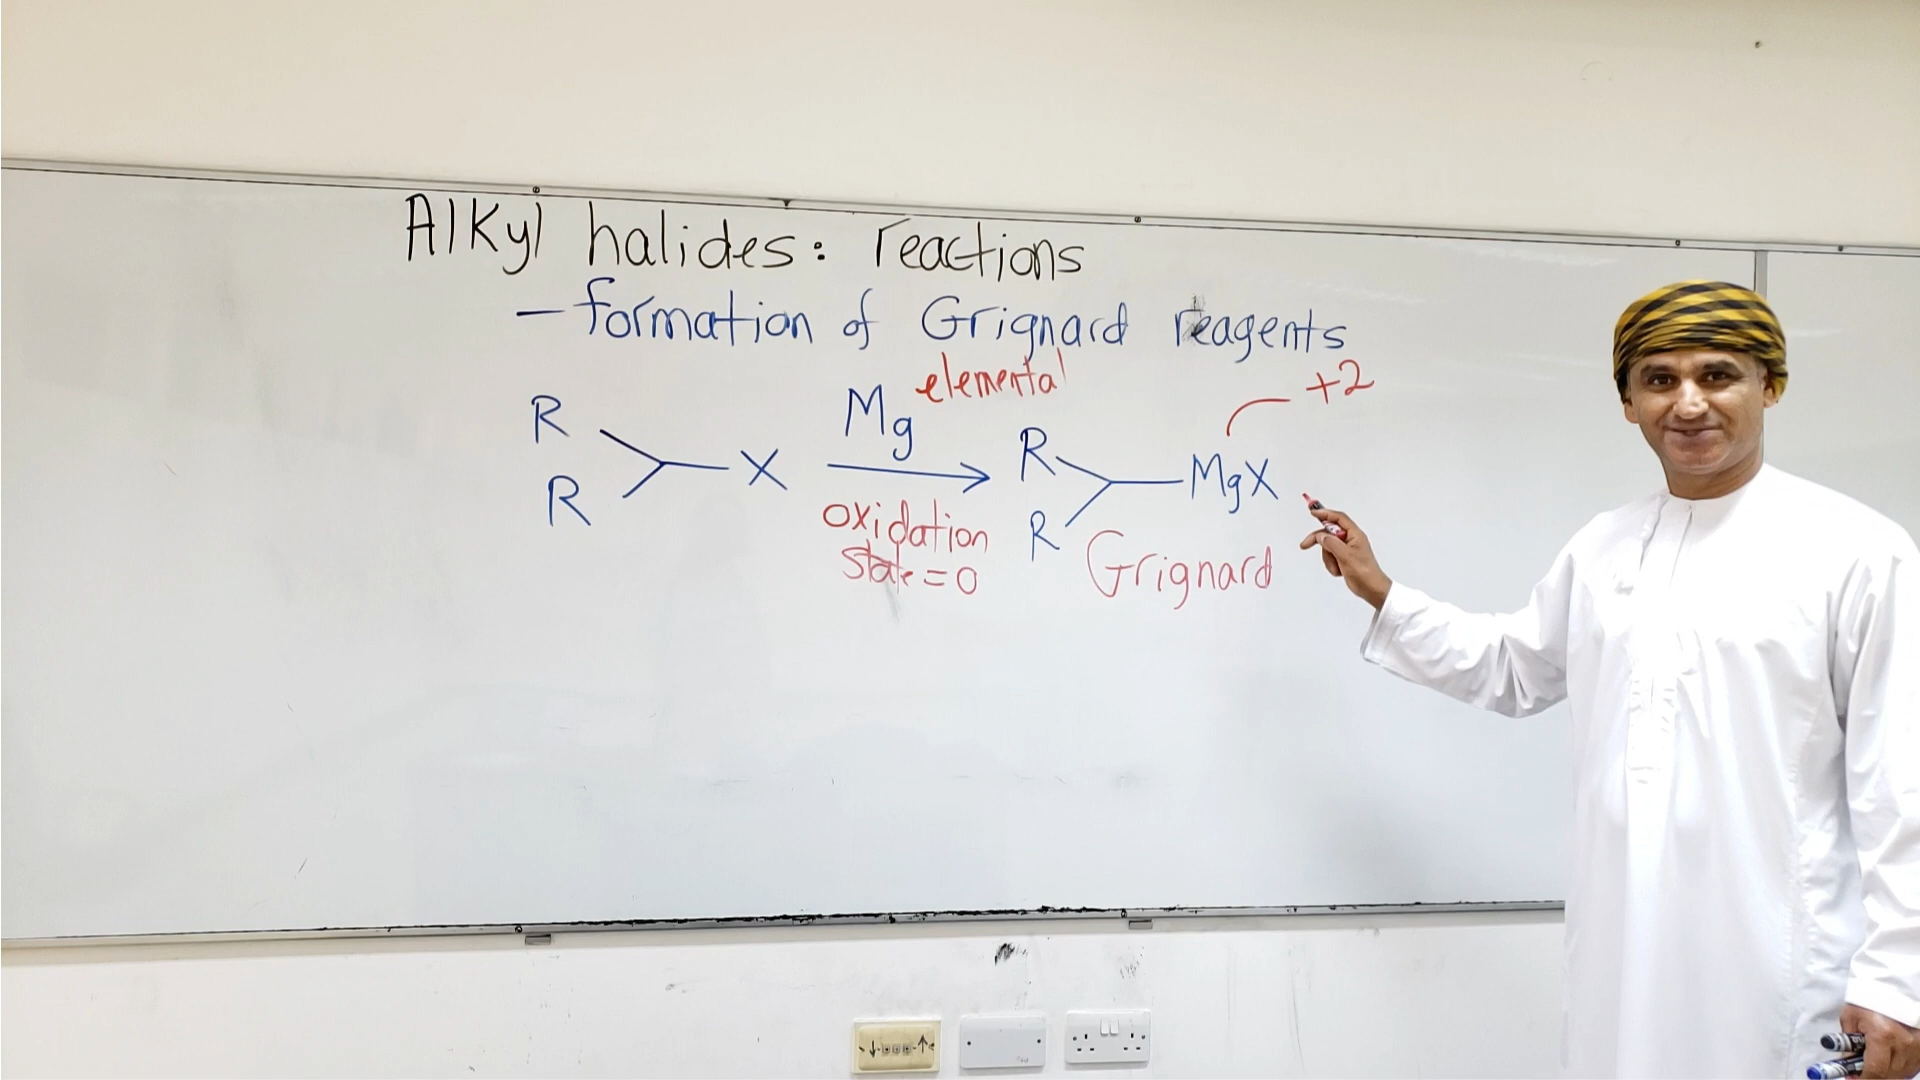 Alkyl halides: reactions
- formation of Grignard reagents
elemental
+2
R
Mg
R
X
MgX
R
R
oxidation
state = 0
Grignard